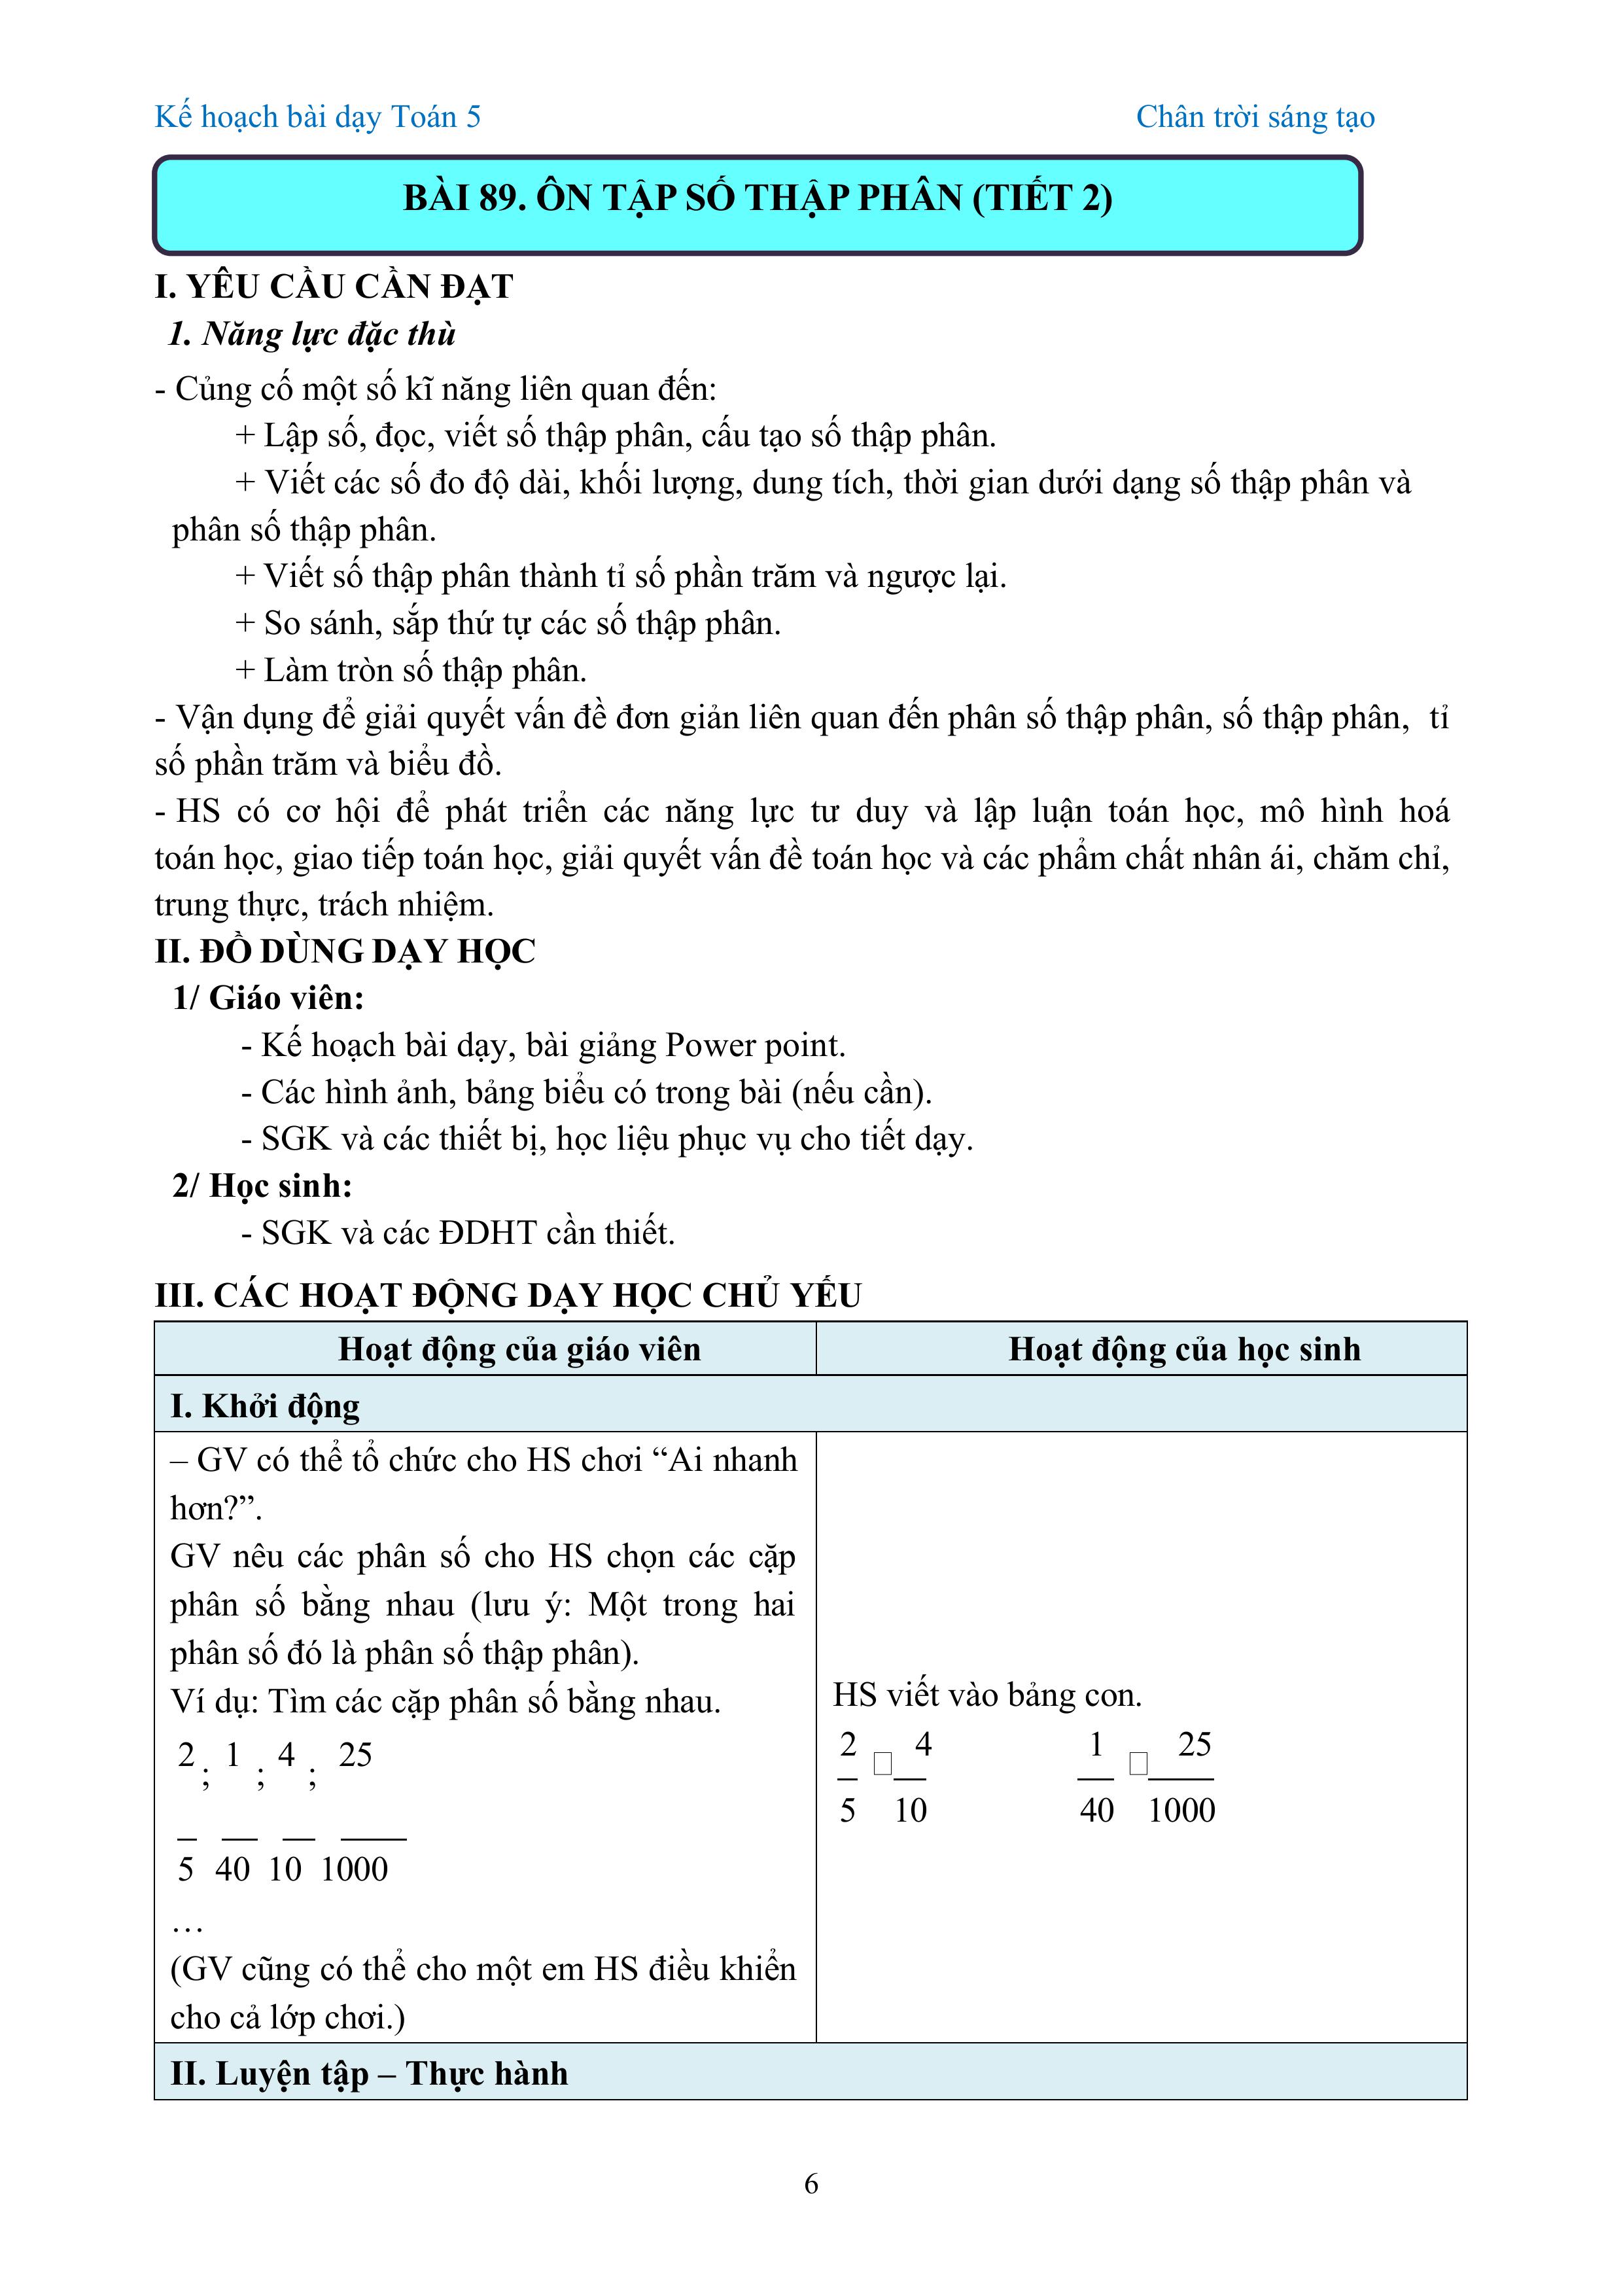 Kế hoạch bài dạy Toán 5 Chân trời sáng tạo
BÀI 89. ÔN TẬP SỐ THẬP PHÂN (TIẾT 2)
I. YÊU CẦU CẦN ĐẠT
1. Năng lực đặc thù
- Củng cố một số kĩ năng liên quan đến:
+ Lập số, đọc, viết số thập phân, cấu tạo số thập phân.
+ Viết các số đo độ dài, khối lượng, dung tích, thời gian dưới dạng số thập phân và
phân số thập phân.
+ Viết số thập phân thành tỉ số phần trăm và ngược lại.
+ So sánh, sắp thứ tự các số thập phân.
+ Làm tròn số thập phân.
- Vận dụng để giải quyết vấn đề đơn giản liên quan đến phân số thập phân, số thập phân, tỉ
số phần trăm và biểu đồ.
- HS có cơ hội để phát triển các năng lực tư duy và lập luận toán học, mô hình hoá
toán học, giao tiếp toán học, giải quyết vấn đề toán học và các phẩm chất nhân ái, chăm chỉ,
trung thực, trách nhiệm.
II. ĐỒ DÙNG DẠY HỌC
1/ Giáo viên:
- Kế hoạch bài dạy, bài giảng Power point.
- Các hình ảnh, bảng biểu có trong bài (nếu cần).
- SGK và các thiết bị, học liệu phục vụ cho tiết dạy.
2/ Học sinh:
- SGK và các ĐDHT cần thiết.
III. CÁC HOẠT ĐỘNG DẠY HỌC CHỦ YẾU
Hoạt động của giáo viên Hoạt động của học sinh
I. Khởi động
– GV có thể tổ chức cho HS chơi “Ai nhanh
hơn?”.
GV nêu các phân số cho HS chọn các cặp
phân số bằng nhau (lưu ý: Một trong hai
phân số đó là phân số thập phân).
Ví dụ: Tìm các cặp phân số bằng nhau.
2 ; 1 ; 4 ; 25
5 40 10 1000
…
(GV cũng có thể cho một em HS điều khiển
cho cả lớp chơi.)
HS viết vào bảng con.
2 □ 4 1 □ 25
5 10 40 1000
II. Luyện tập – Thực hành
6